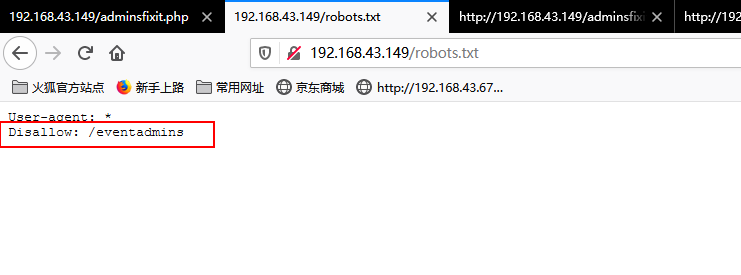 192.168.43.149/adminsfixit.php
192.168.43.149/robots.txt
http://192.168.43.149/adminsfixi
http://19
192.168.43.149/robots.txt
火狐官方站点 新手上路 常用网址 京东商城 http://192.168.43.67...
User-agent: *
Disallow: /eventadmins